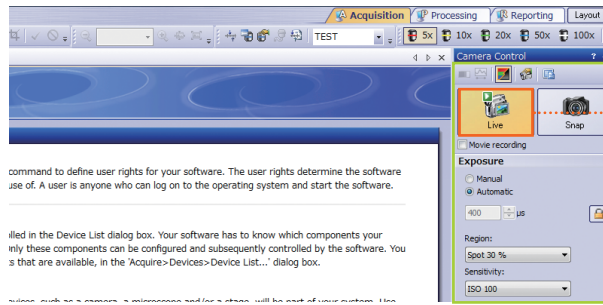 Acquisition Processing Reporting Layout
TEST 5x 10x 20x 50x 100x
Camera Control ?
Live Snap
Movie recording
Exposure
Manual
Automatic
400 µs
Region:
Spot 30 %
Sensitivity:
ISO 100
command to define user rights for your software. The user rights determine the software
use of. A user is anyone who can log on to the operating system and start the software.
olled in the Device List dialog box. Your software has to know which components your
Only these components can be configured and subsequently controlled by the software. You
ts that are available, in the 'Acquire>Devices>Device List...' dialog box.
such as a camera, a microscope and/or a stage, will be part of your system. Use